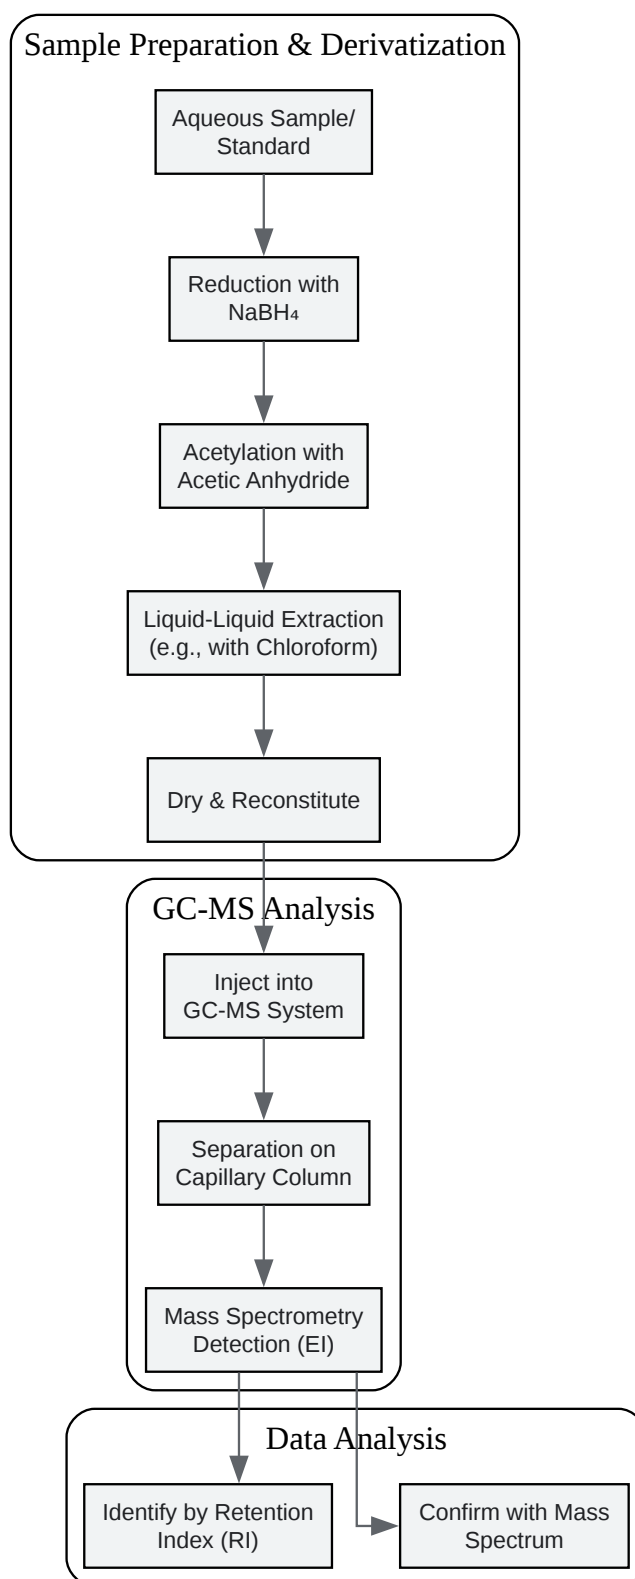 Sample Preparation & Derivatization
Aqueous Sample/
Standard
Reduction with
NaBH₄
Acetylation with
Acetic Anhydride
Liquid-Liquid Extraction
(e.g., with Chloroform)
Dry & Reconstitute
GC-MS Analysis
Inject into
GC-MS System
Separation on
Capillary Column
Mass Spectrometry
Detection (EI)
Data Analysis
Identify by Retention
Index (RI)
Confirm with Mass
Spectrum